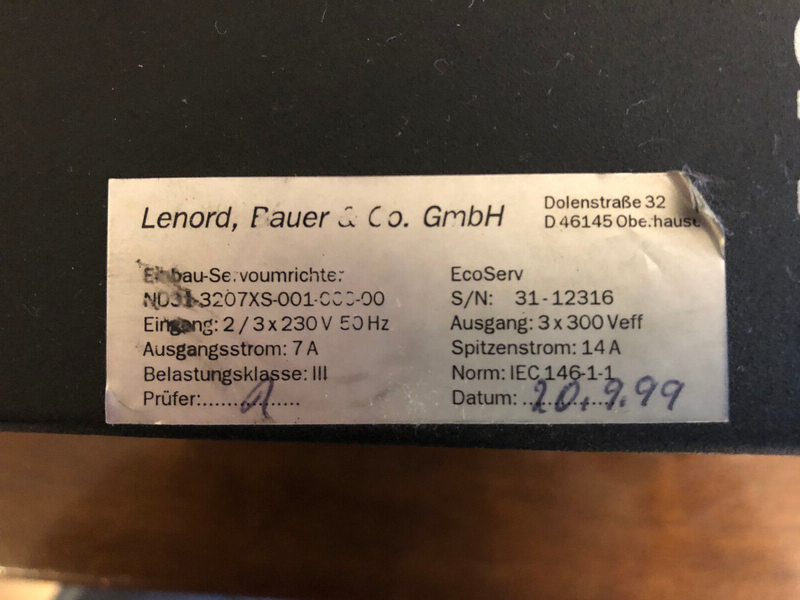 Lenord, Bauer & Co. GmbH
Dolenstraße 32
D 46145 Oberhausen
Einbau-Servoumrichter
EcoServ
S/N: 31-12316
Eingang: 2 / 3 x 230 V 50 Hz
Ausgang: 3 x 300 Veff
Ausgangsstrom: 7 A
Spitzenstrom: 14 A
Belastungsklasse: III
Norm: IEC 146-1-1
Prüfer:..................
Datum: 20.9.99